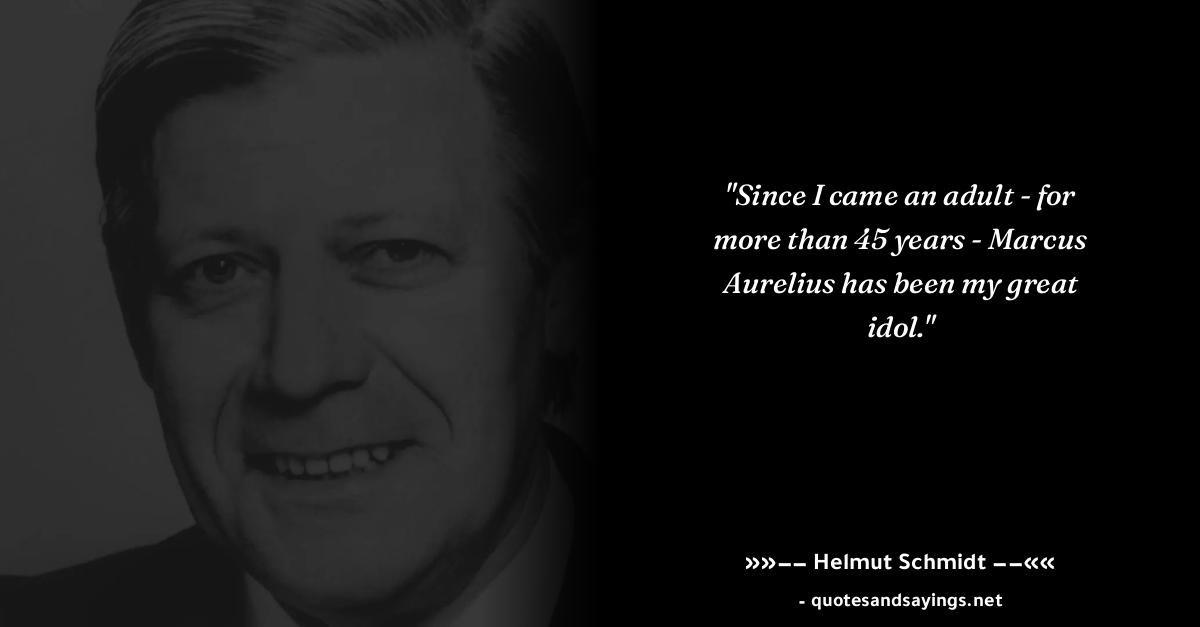 "Since I came an adult - for
more than 45 years - Marcus
Aurelius has been my great
idol."
»»–– Helmut Schmidt ––««
- quotesandsayings.net